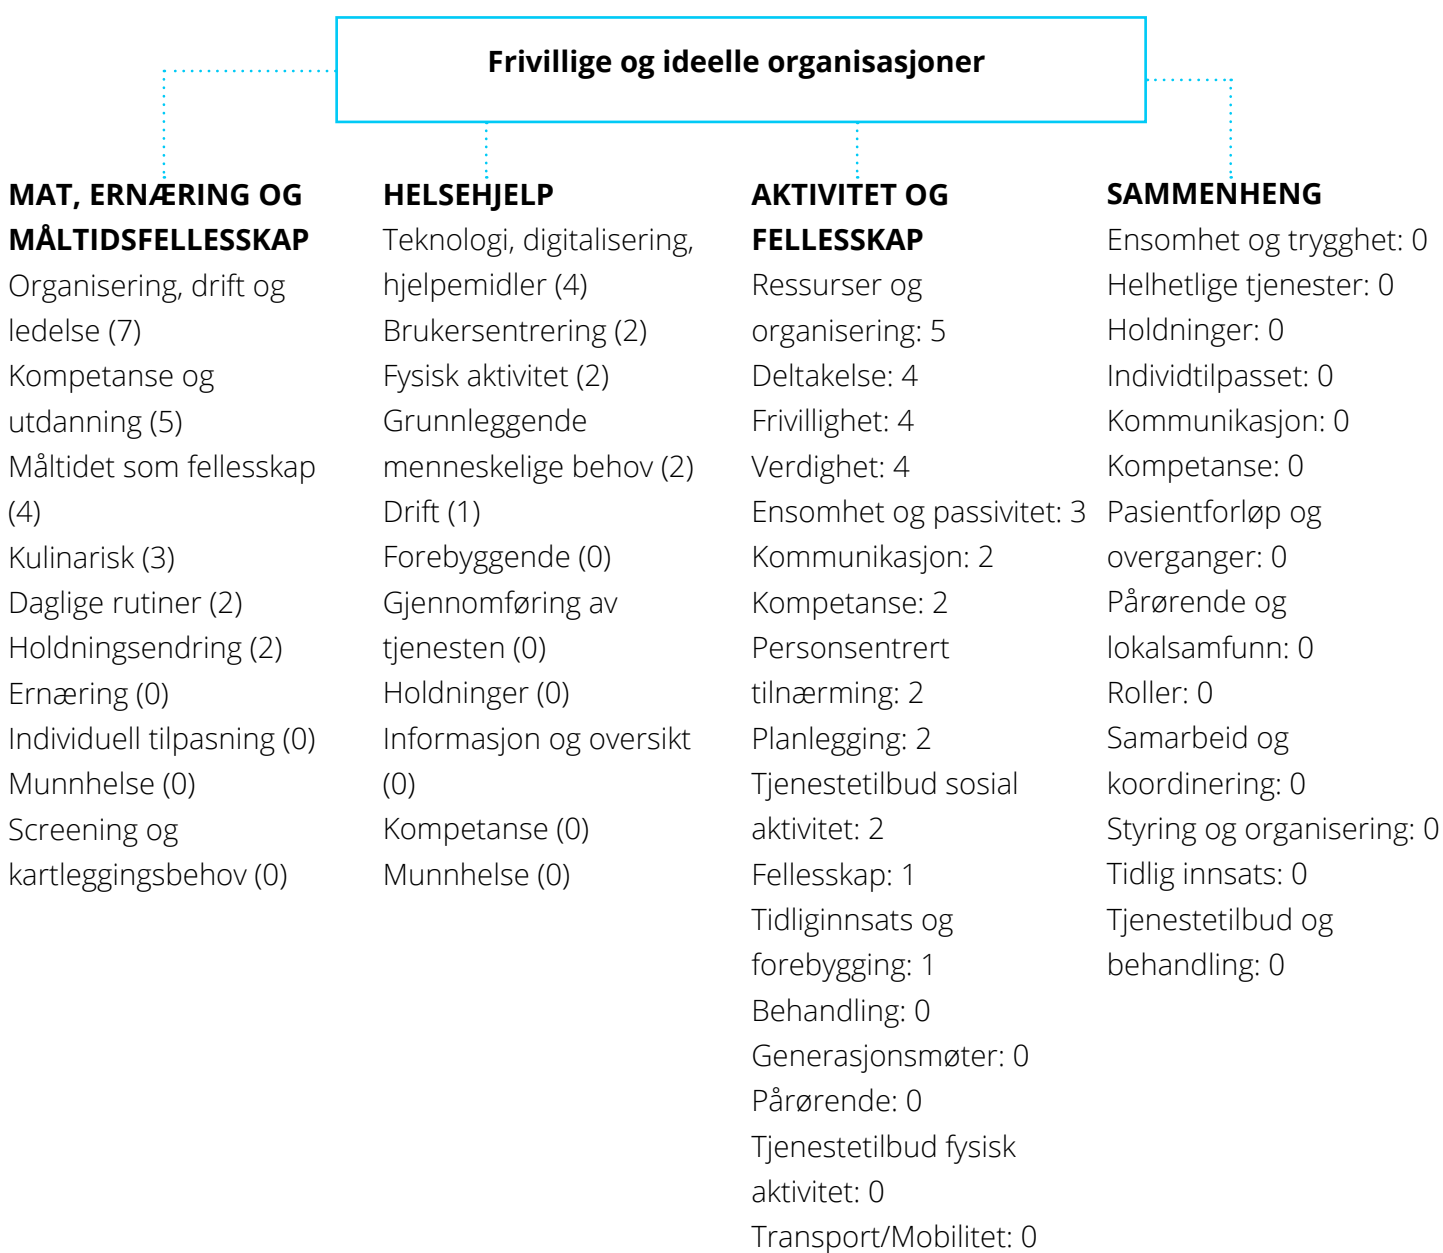 Frivillige og ideelle organisasjoner
MAT, ERNÆRING OG
MÅLTIDSFELLESSKAP
Organisering, drift og
ledelse (7)
Kompetanse og
utdanning (5)
Måltidet som fellesskap
(4)
Kulinarisk (3)
Daglige rutiner (2)
Holdningsendring (2)
Ernæring (0)
Individuell tilpasning (0)
Munnhelse (0)
Screening og
kartleggingsbehov (0)
HELSEHJELP
Teknologi, digitalisering,
hjelpemidler (4)
Brukersentrering (2)
Fysisk aktivitet (2)
Grunnleggende
menneskelige behov (2)
Drift (1)
Forebyggende (0)
Gjennomføring av
tjenesten (0)
Holdninger (0)
Informasjon og oversikt
(0)
Kompetanse (0)
Munnhelse (0)
AKTIVITET OG
FELLESSKAP
Ressurser og
organisering: 5
Deltakelse: 4
Frivillighet: 4
Verdighet: 4
Ensomhet og passivitet: 3
Kommunikasjon: 2
Kompetanse: 2
Personsentrert
tilnærming: 2
Planlegging: 2
Tjenestetilbud sosial
aktivitet: 2
Fellesskap: 1
Tidliginnsats og
forebygging: 1
Behandling: 0
Generasjonsmøter: 0
Pårørende: 0
Tjenestetilbud fysisk
aktivitet: 0
Transport/Mobilitet: 0
SAMMENHENG
Ensomhet og trygghet: 0
Helhetlige tjenester: 0
Holdninger: 0
Individtilpasset: 0
Kommunikasjon: 0
Kompetanse: 0
Pasientforløp og
overganger: 0
Pårørende og
lokalsamfunn: 0
Roller: 0
Samarbeid og
koordinering: 0
Styring og organisering: 0
Tidlig innsats: 0
Tjenestetilbud og
behandling: 0